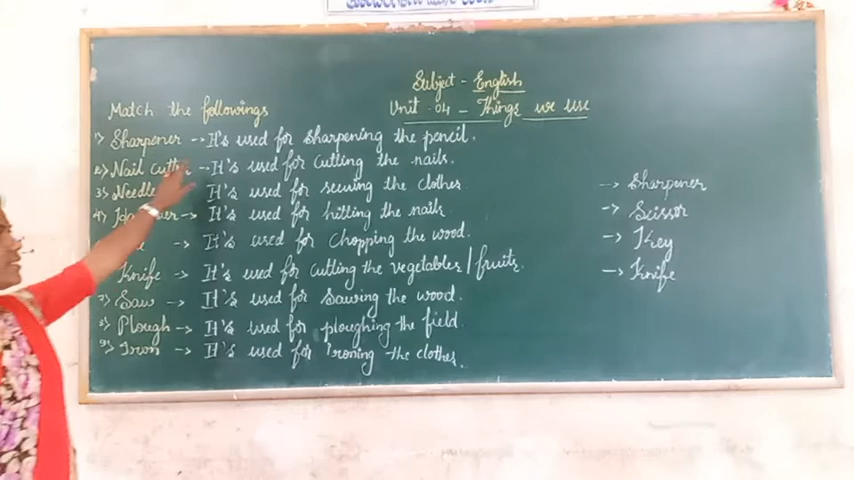 Subject - English
Unit - 04 - Things we use
Match the followings
1) Sharpener -> It's used for sharpening the pencil.
2) Nail cutter -> It's used for cutting the nails.
3) Needle It's used for sewing the clothes.
4) -> It's used for hitting the nails.
-> It's used for chopping the wood.
Knife -> It's used for cutting the vegetables / fruits.
7) Saw -> It's used for sawing the wood.
8) Plough -> It's used for ploughing the field.
9) Iron -> It's used for ironing the clothes.
-> Sharpener
-> Scissor
-> Key
-> Knife